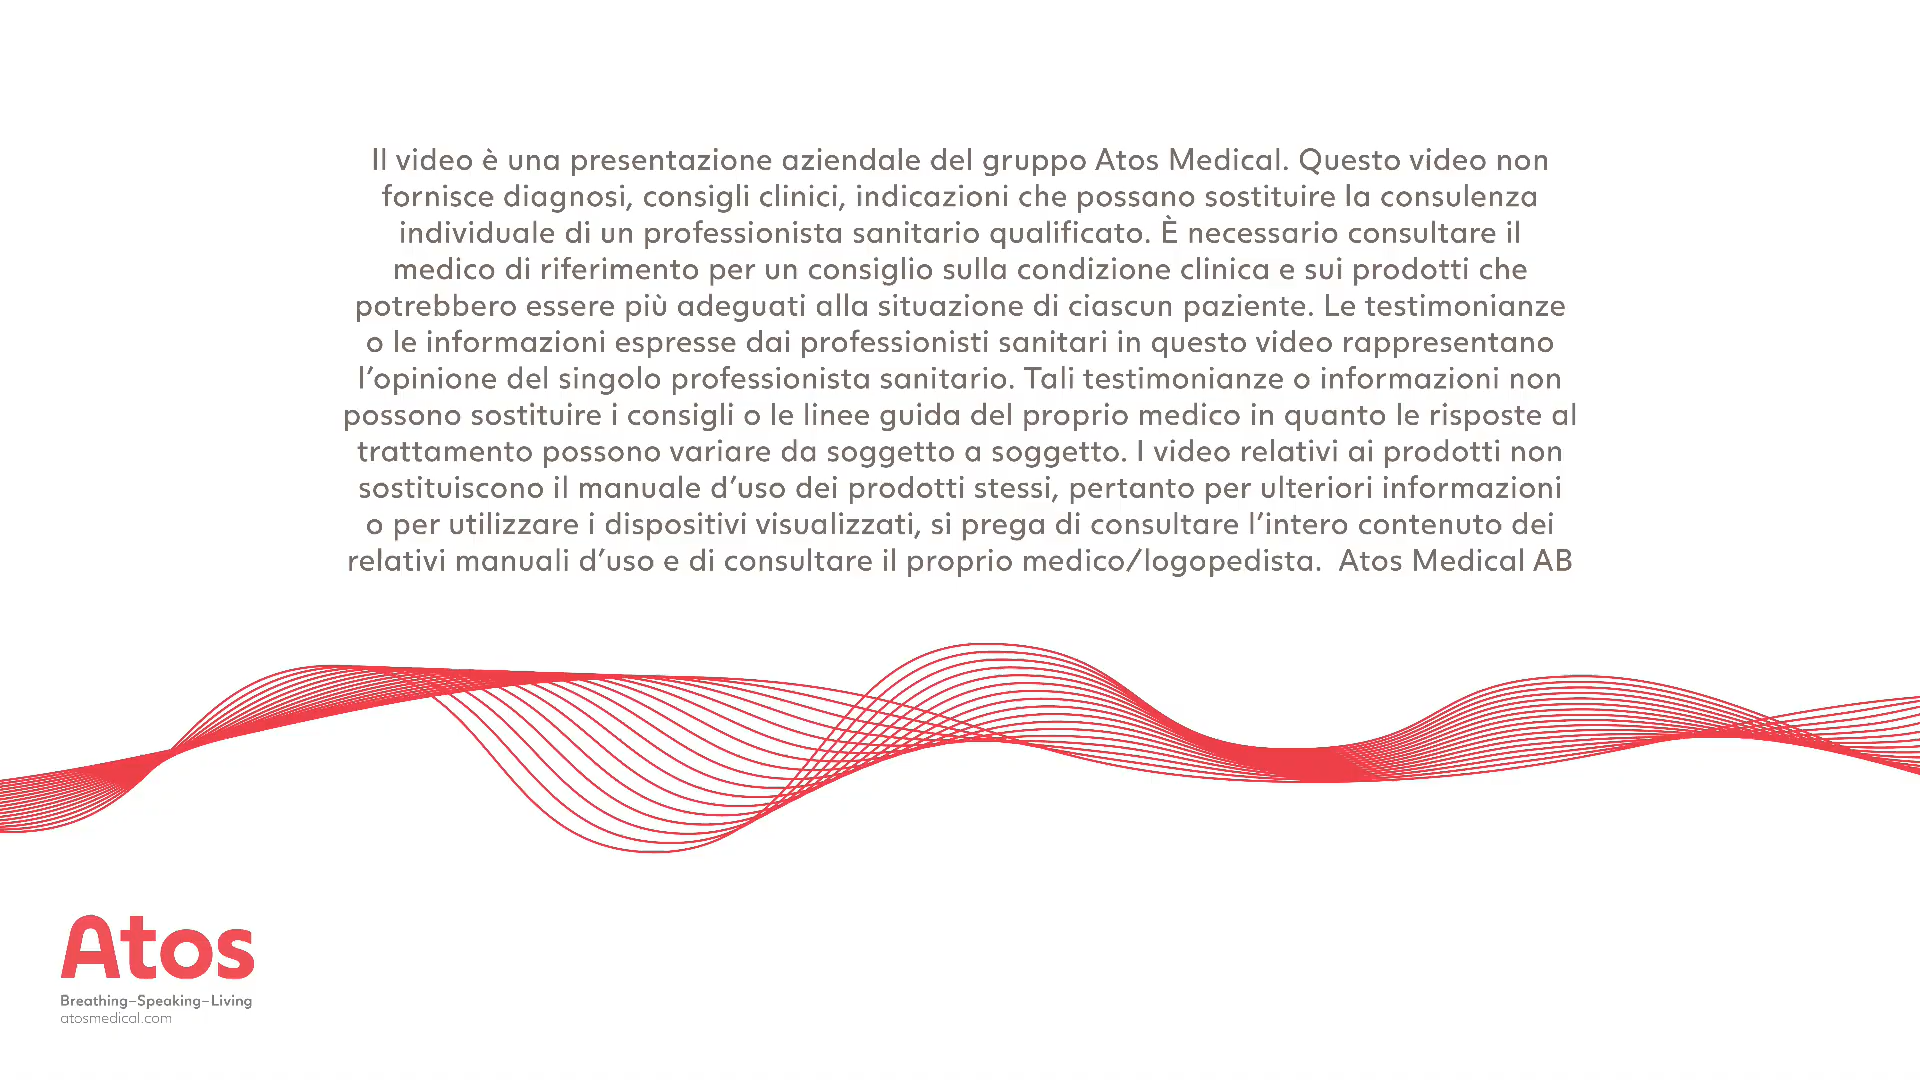 Il video è una presentazione aziendale del gruppo Atos Medical. Questo video non
fornisce diagnosi, consigli clinici, indicazioni che possano sostituire la consulenza
individuale di un professionista sanitario qualificato. È necessario consultare il
medico di riferimento per un consiglio sulla condizione clinica e sui prodotti che
potrebbero essere più adeguati alla situazione di ciascun paziente. Le testimonianze
o le informazioni espresse dai professionisti sanitari in questo video rappresentano
l’opinione del singolo professionista sanitario. Tali testimonianze o informazioni non
possono sostituire i consigli o le linee guida del proprio medico in quanto le risposte al
trattamento possono variare da soggetto a soggetto. I video relativi ai prodotti non
sostituiscono il manuale d’uso dei prodotti stessi, pertanto per ulteriori informazioni
o per utilizzare i dispositivi visualizzati, si prega di consultare l’intero contenuto dei
relativi manuali d’uso e di consultare il proprio medico/logopedista.  Atos Medical AB
Atos
Breathing–Speaking–Living
atosmedical.com